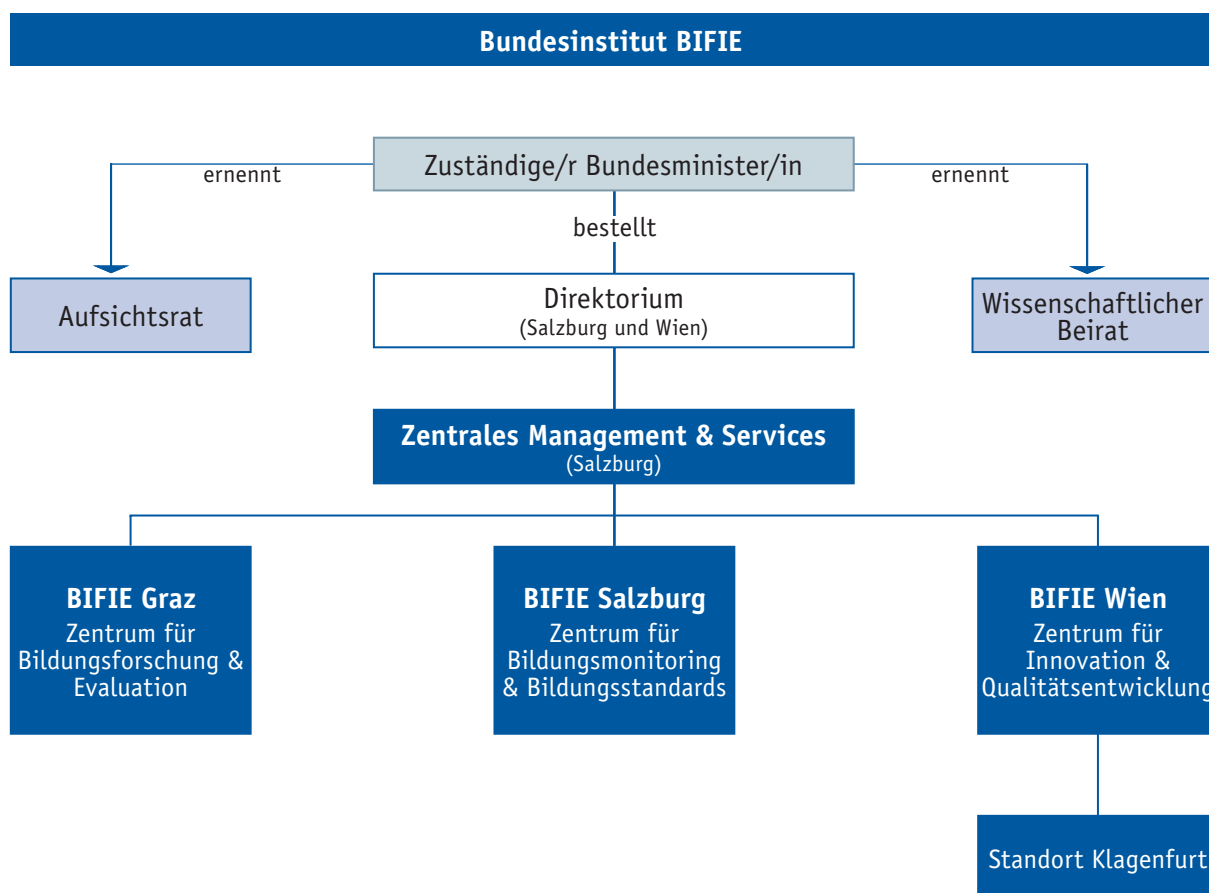 Bundesinstitut BIFIE
Zuständige/r Bundesminister/in
ernennt
ernennt
bestellt
Aufsichtsrat
Direktorium
(Salzburg und Wien)
Wissenschaftlicher
Beirat
Zentrales Management & Services
(Salzburg)
BIFIE Graz
Zentrum für
Bildungsforschung &
Evaluation
BIFIE Salzburg
Zentrum für
Bildungsmonitoring
& Bildungsstandards
BIFIE Wien
Zentrum für
Innovation &
Qualitätsentwicklung
Standort Klagenfurt